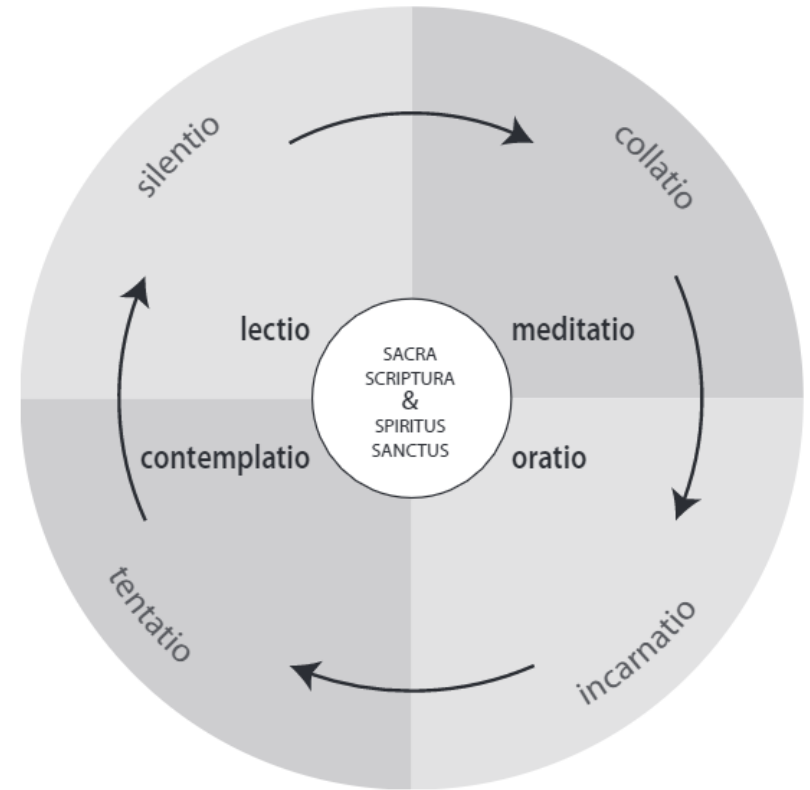 silentio
collatio
lectio
meditatio
SACRA
SCRIPTURA
&
SPIRITUS
SANCTUS
contemplatio
oratio
tentatio
incarnatio